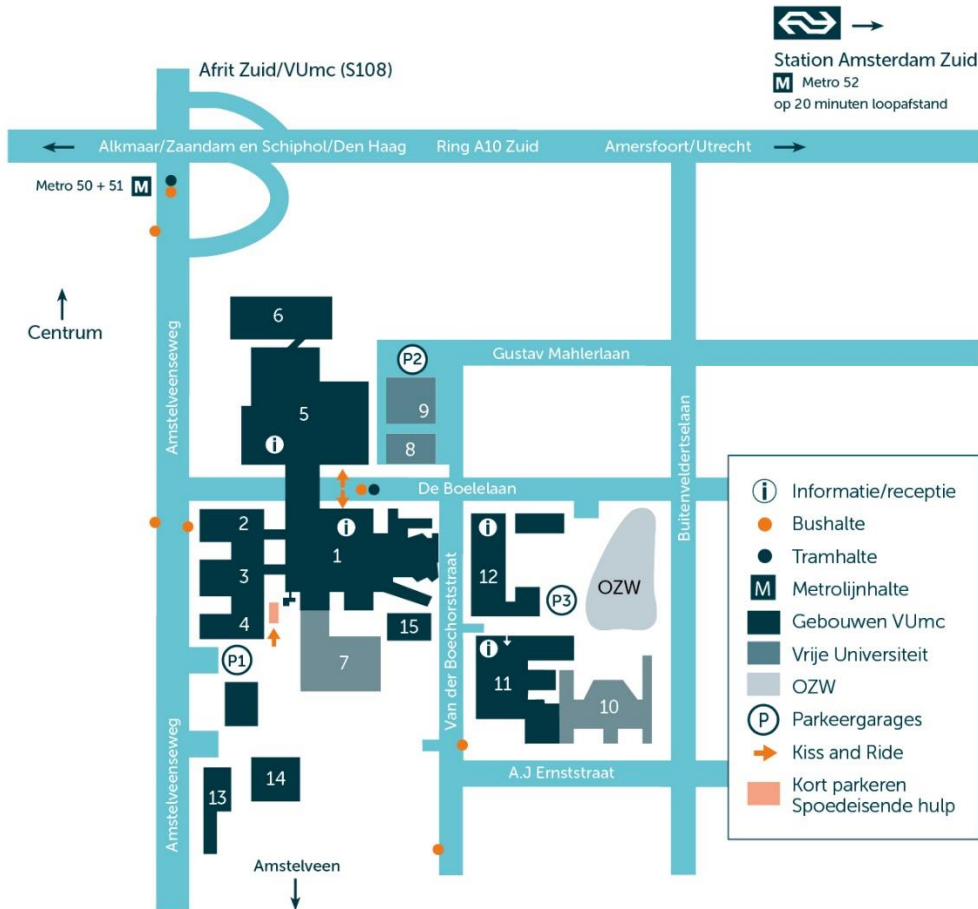 Station Amsterdam Zuid
M Metro 52
op 20 minuten loopafstand
Afrit Zuid/VUmc (S108)
Alkmaar/Zaandam en Schiphol/Den Haag
Ring A10 Zuid
Amersfoort/Utrecht
Metro 50 + 51 M
Centrum
Amstelveenseweg
6
P2
Gustav Mahlerlaan
5
9
i
8
De Boelelaan
Buitenveldertselaan
2
i
1
i
3
12
OZW
P3
4
15
Van der Boechorststraat
P1
7
i
11
10
A.J Ernststraat
14
13
Amstelveenseweg
Amstelveen
i Informatie/receptie
Bushalte
Tramhalte
M Metrolijnhalte
Gebouwen VUmc
Vrije Universiteit
OZW
P Parkeergarages
Kiss and Ride
Kort parkeren
Spoedeisende hulp